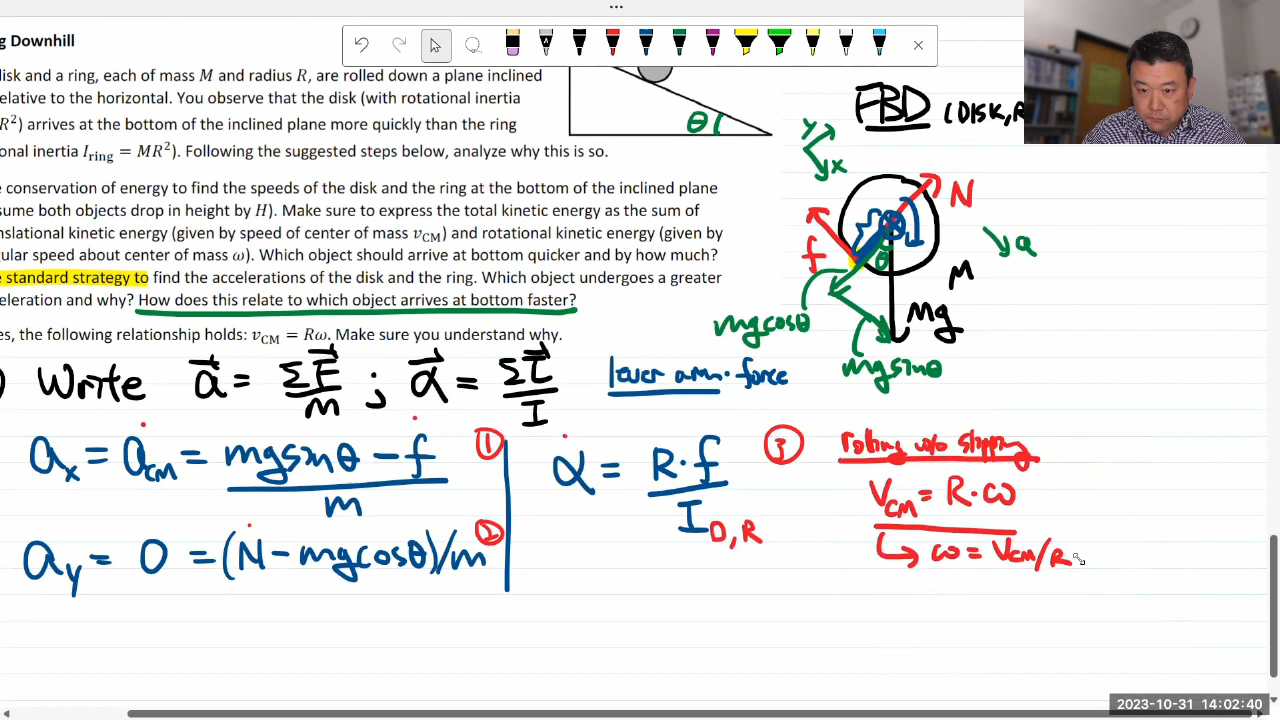 g Downhill
disk and a ring, each of mass M and radius R, are rolled down a plane inclined
elative to the horizontal. You observe that the disk (with rotational inertia
R²) arrives at the bottom of the inclined plane more quickly than the ring
onal inertia I_ring = MR²). Following the suggested steps below, analyze why this is so.
e conservation of energy to find the speeds of the disk and the ring at the bottom of the inclined plane
sume both objects drop in height by H). Make sure to express the total kinetic energy as the sum of
anslational kinetic energy (given by speed of center of mass v_CM) and rotational kinetic energy (given by
gular speed about center of mass ω). Which object should arrive at bottom quicker and by how much?
e standard strategy to find the accelerations of the disk and the ring. Which object undergoes a greater
eleration and why? How does this relate to which object arrives at bottom faster?
es, the following relationship holds: v_CM = Rω. Make sure you understand why.
θ
FBD (DISK,R
y
x
N
f
θ
a
M
mg
mgcosθ
mgsinθ
) Write a⃗ = ΣF⃗/m ; α⃗ = Στ⃗/I
lever arm · force
a_x = a_CM = (mgsinθ − f)/m ①
a_y = 0 = (N − mgcosθ)/m ②
α = R·f/I_D,R
③ rolling w/o slipping
V_CM = R·ω
↳ ω = V_CM/R
2023-10-31 14:02:40